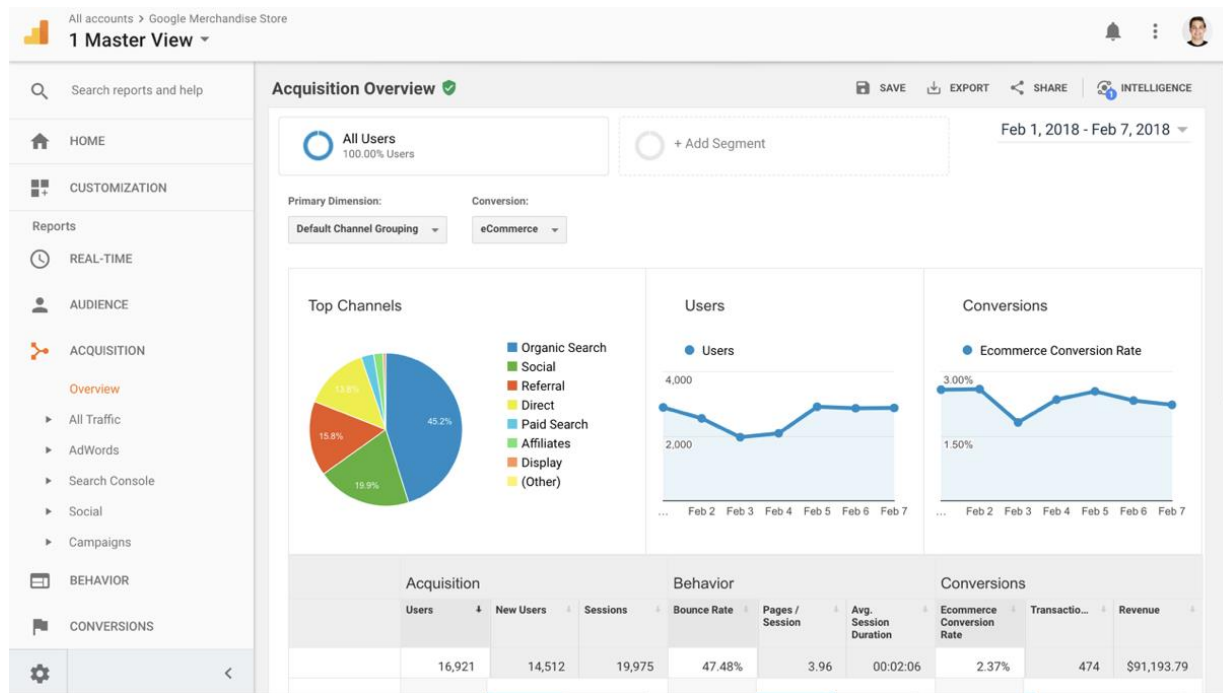 All accounts > Google Merchandise Store
1 Master View
Search reports and help
HOME
CUSTOMIZATION
Reports
REAL-TIME
AUDIENCE
ACQUISITION
Overview
All Traffic
AdWords
Search Console
Social
Campaigns
BEHAVIOR
CONVERSIONS
Acquisition Overview
SAVE
EXPORT
SHARE
1
INTELLIGENCE
All Users
100.00% Users
+ Add Segment
Feb 1, 2018 - Feb 7, 2018
Primary Dimension:
Conversion:
Default Channel Grouping
eCommerce
Top Channels
45.2%
19.9%
15.8%
13.8%
Organic Search
Social
Referral
Direct
Paid Search
Affiliates
Display
(Other)
Users
Users
4,000
2,000
... Feb 2 Feb 3 Feb 4 Feb 5 Feb 6 Feb 7
Conversions
Ecommerce Conversion Rate
3.00%
1.50%
... Feb 2 Feb 3 Feb 4 Feb 5 Feb 6 Feb 7
Acquisition
Behavior
Conversions
Users
New Users
Sessions
Bounce Rate
Pages /
Session
Avg.
Session
Duration
Ecommerce
Conversion
Rate
Transactio...
Revenue
16,921 14,512 19,975 47.48% 3.96 00:02:06 2.37% 474 $91,193.79